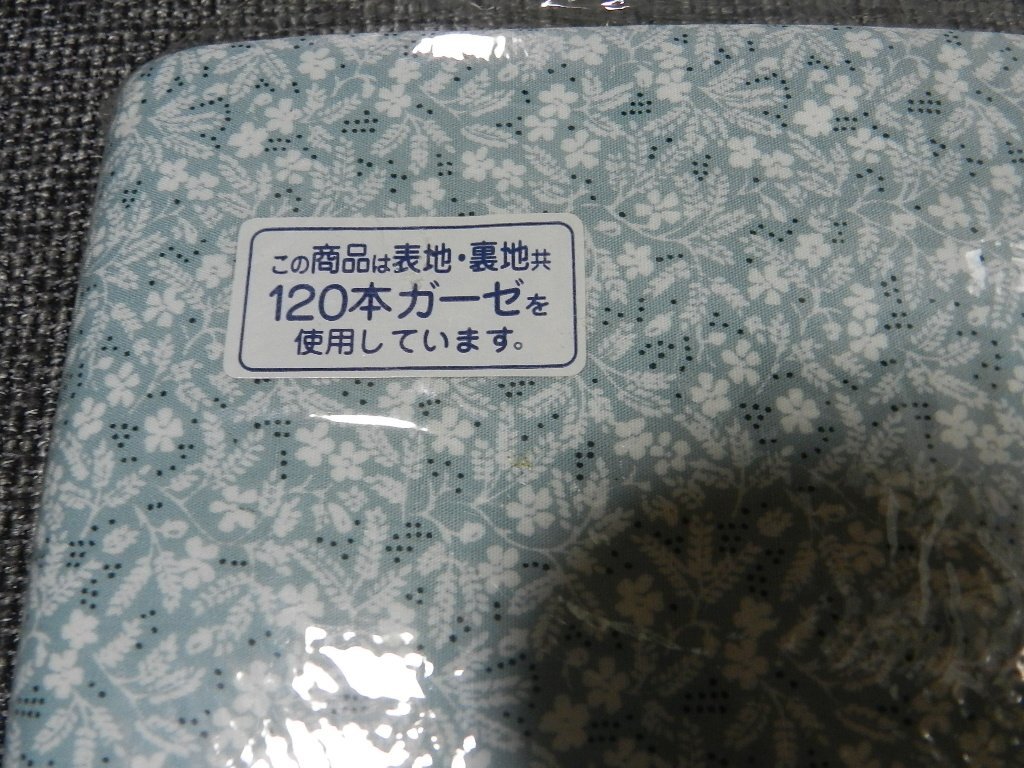 この商品は表地・裏地共
120本ガーゼを
使用しています。